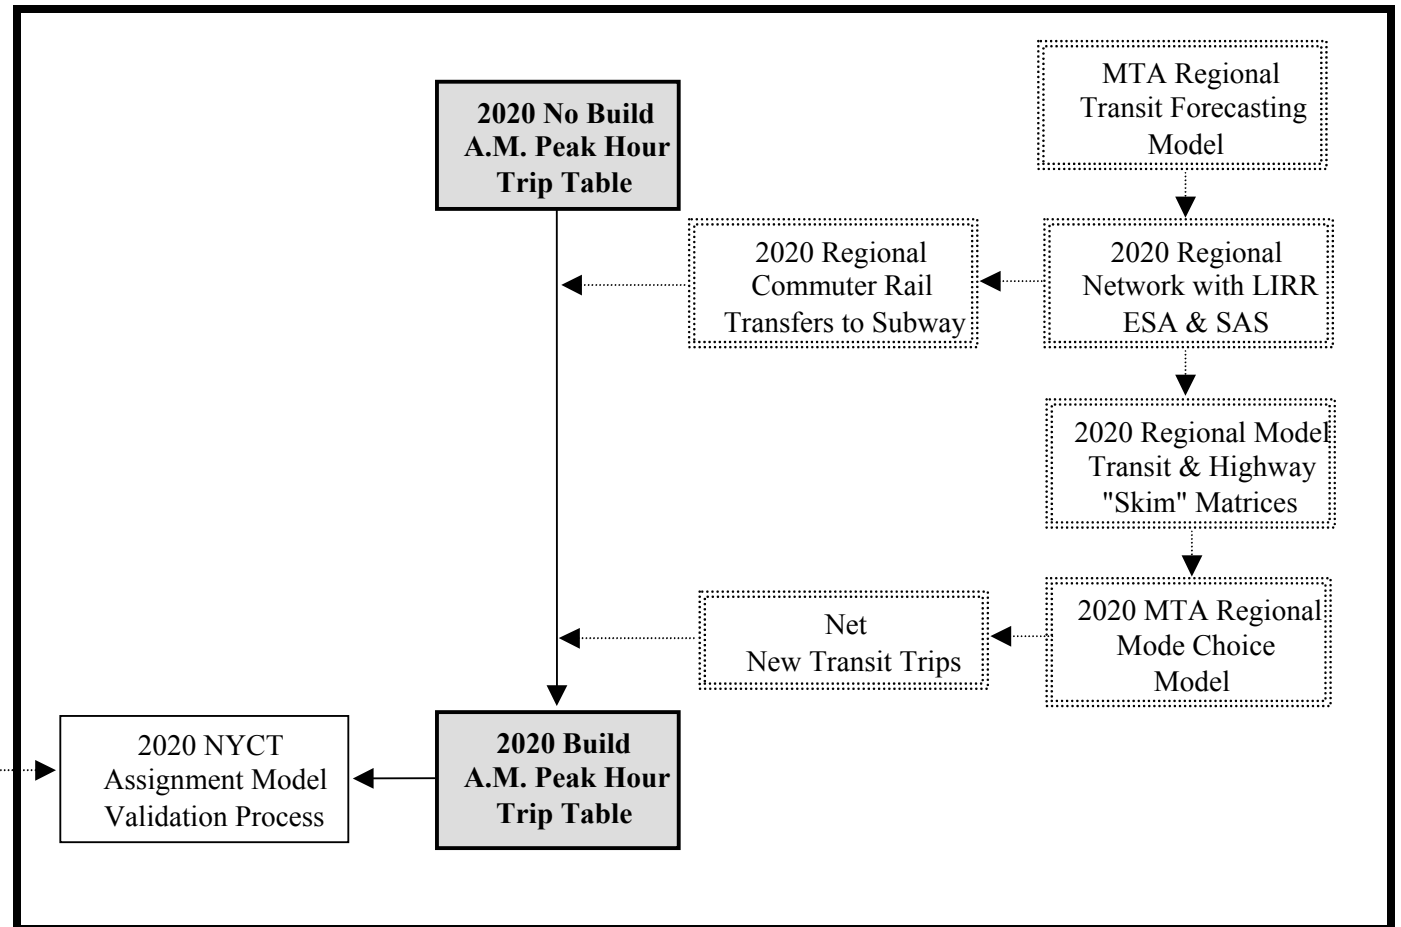 MTA Regional
Transit Forecasting
Model
2020 No Build
A.M. Peak Hour
Trip Table
2020 Regional
Commuter Rail
Transfers to Subway
2020 Regional
Network with LIRR
ESA & SAS
2020 Regional Model
Transit & Highway
"Skim" Matrices
Net
New Transit Trips
2020 MTA Regional
Mode Choice
Model
2020 NYCT
Assignment Model
Validation Process
2020 Build
A.M. Peak Hour
Trip Table